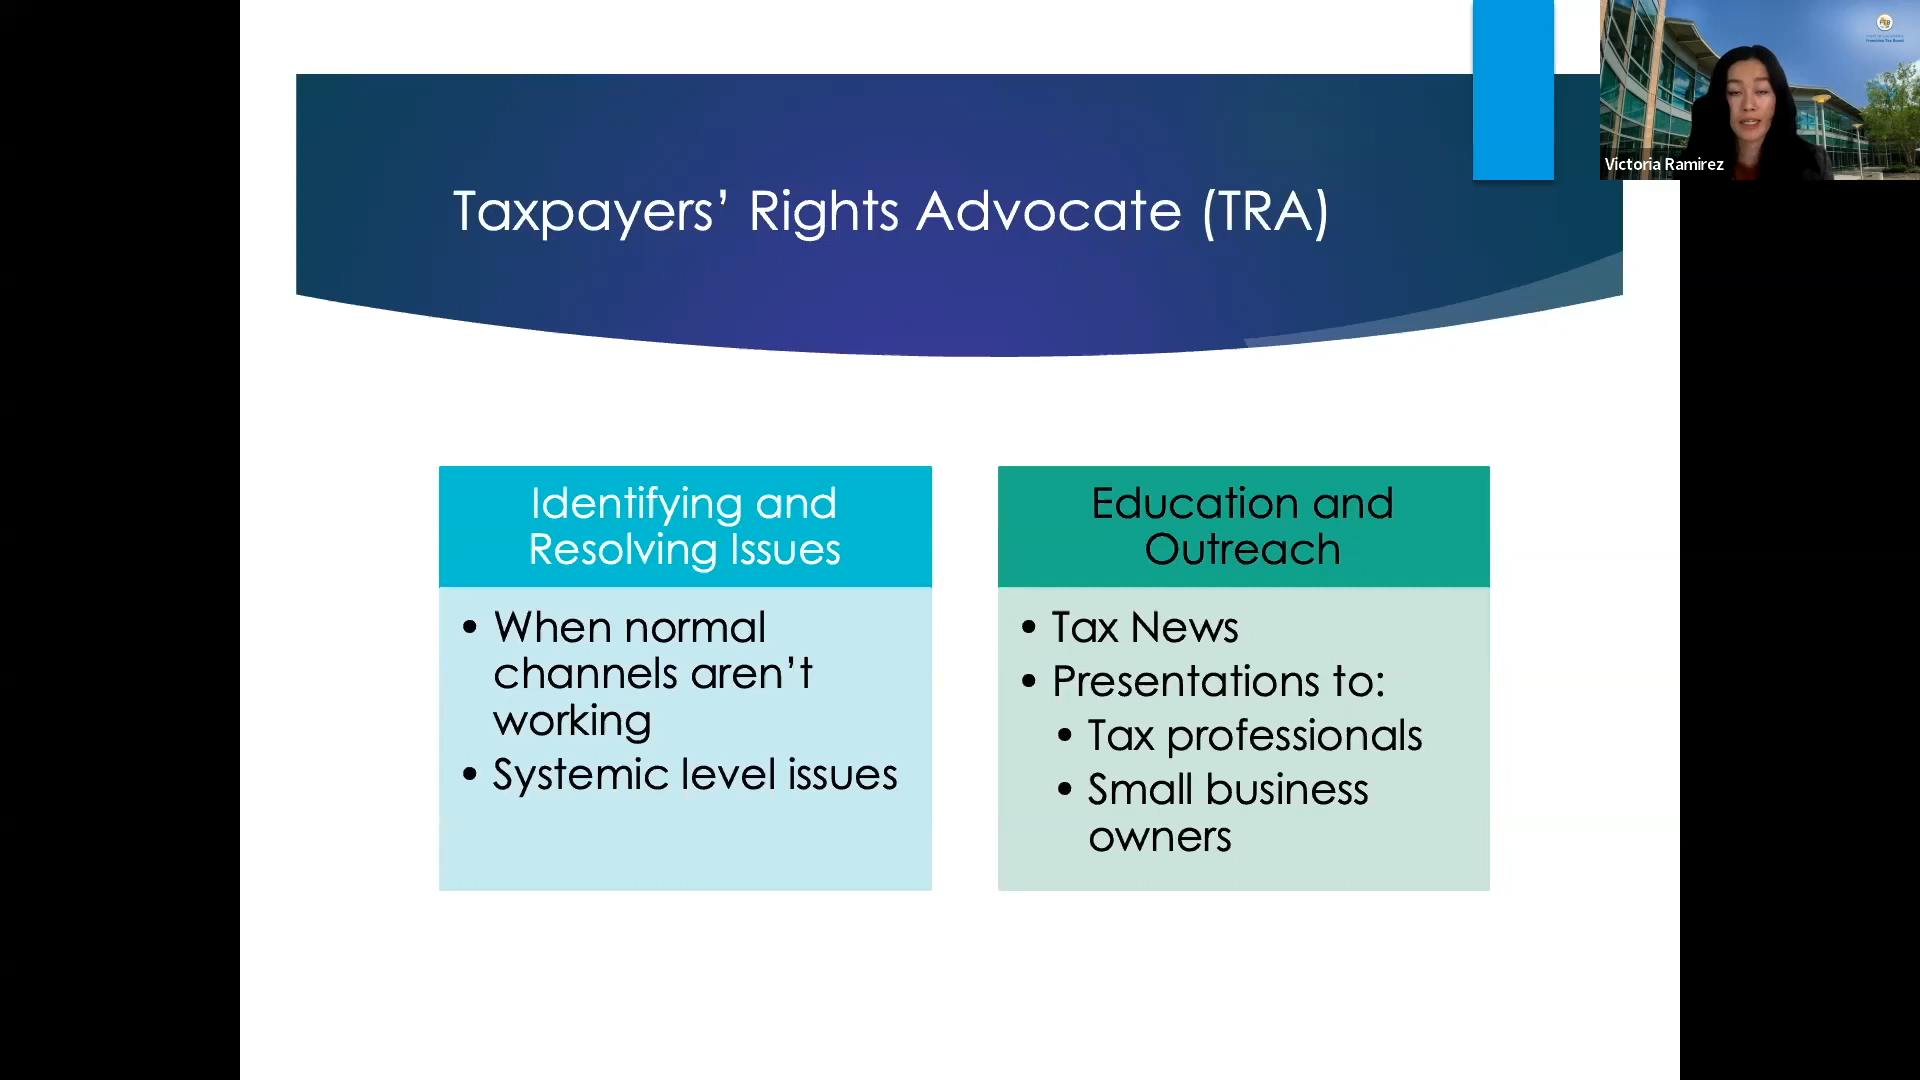 Taxpayers’ Rights Advocate (TRA)
Victoria Ramirez
Identifying and
Resolving Issues
• When normal
channels aren’t
working
• Systemic level issues
Education and
Outreach
• Tax News
• Presentations to:
• Tax professionals
• Small business
owners